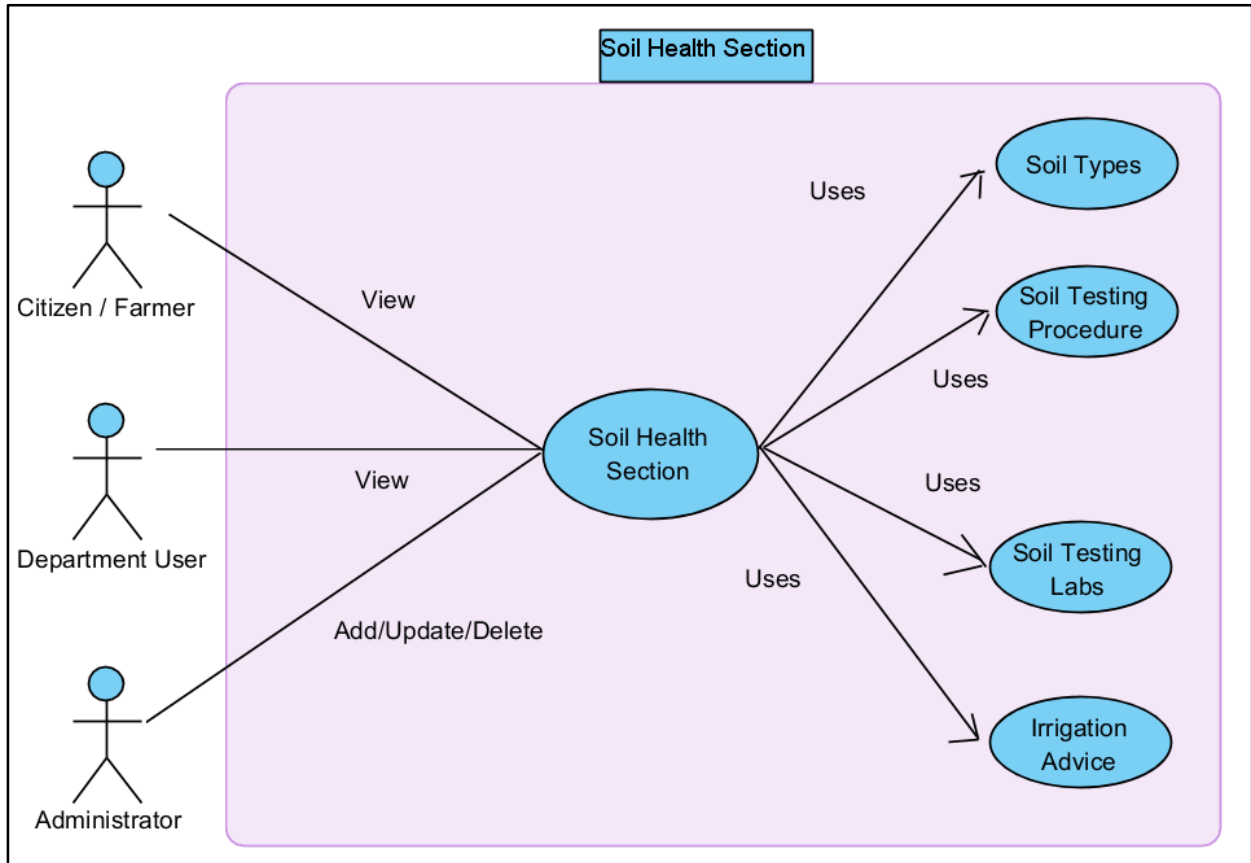 Soil Health Section
Soil Types
Uses
Citizen / Farmer
View
Soil Testing
Procedure
Uses
Soil Health
Section
View
Uses
Department User
Soil Testing
Labs
Uses
Add/Update/Delete
Irrigation
Advice
Administrator